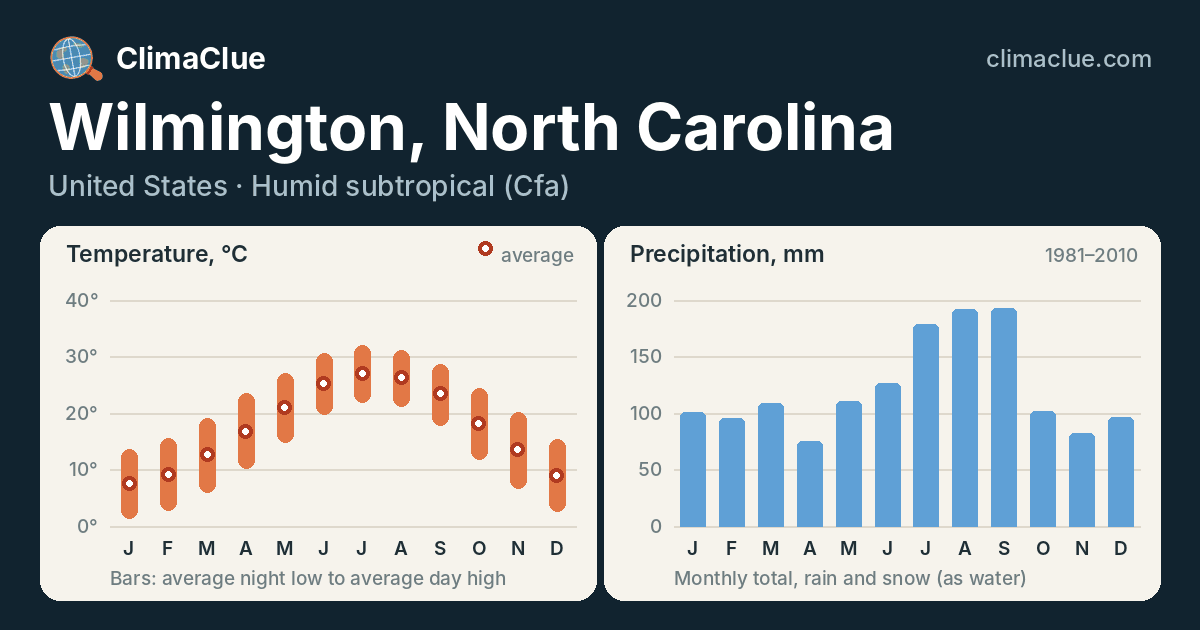 ClimaClue
climaclue.com
Wilmington, North Carolina
United States · Humid subtropical (Cfa)
Temperature, °C
average
40°
30°
20°
10°
0°
J F M A M J J A S O N D
Bars: average night low to average day high
Precipitation, mm
1981–2010
200
150
100
50
0
J F M A M J J A S O N D
Monthly total, rain and snow (as water)